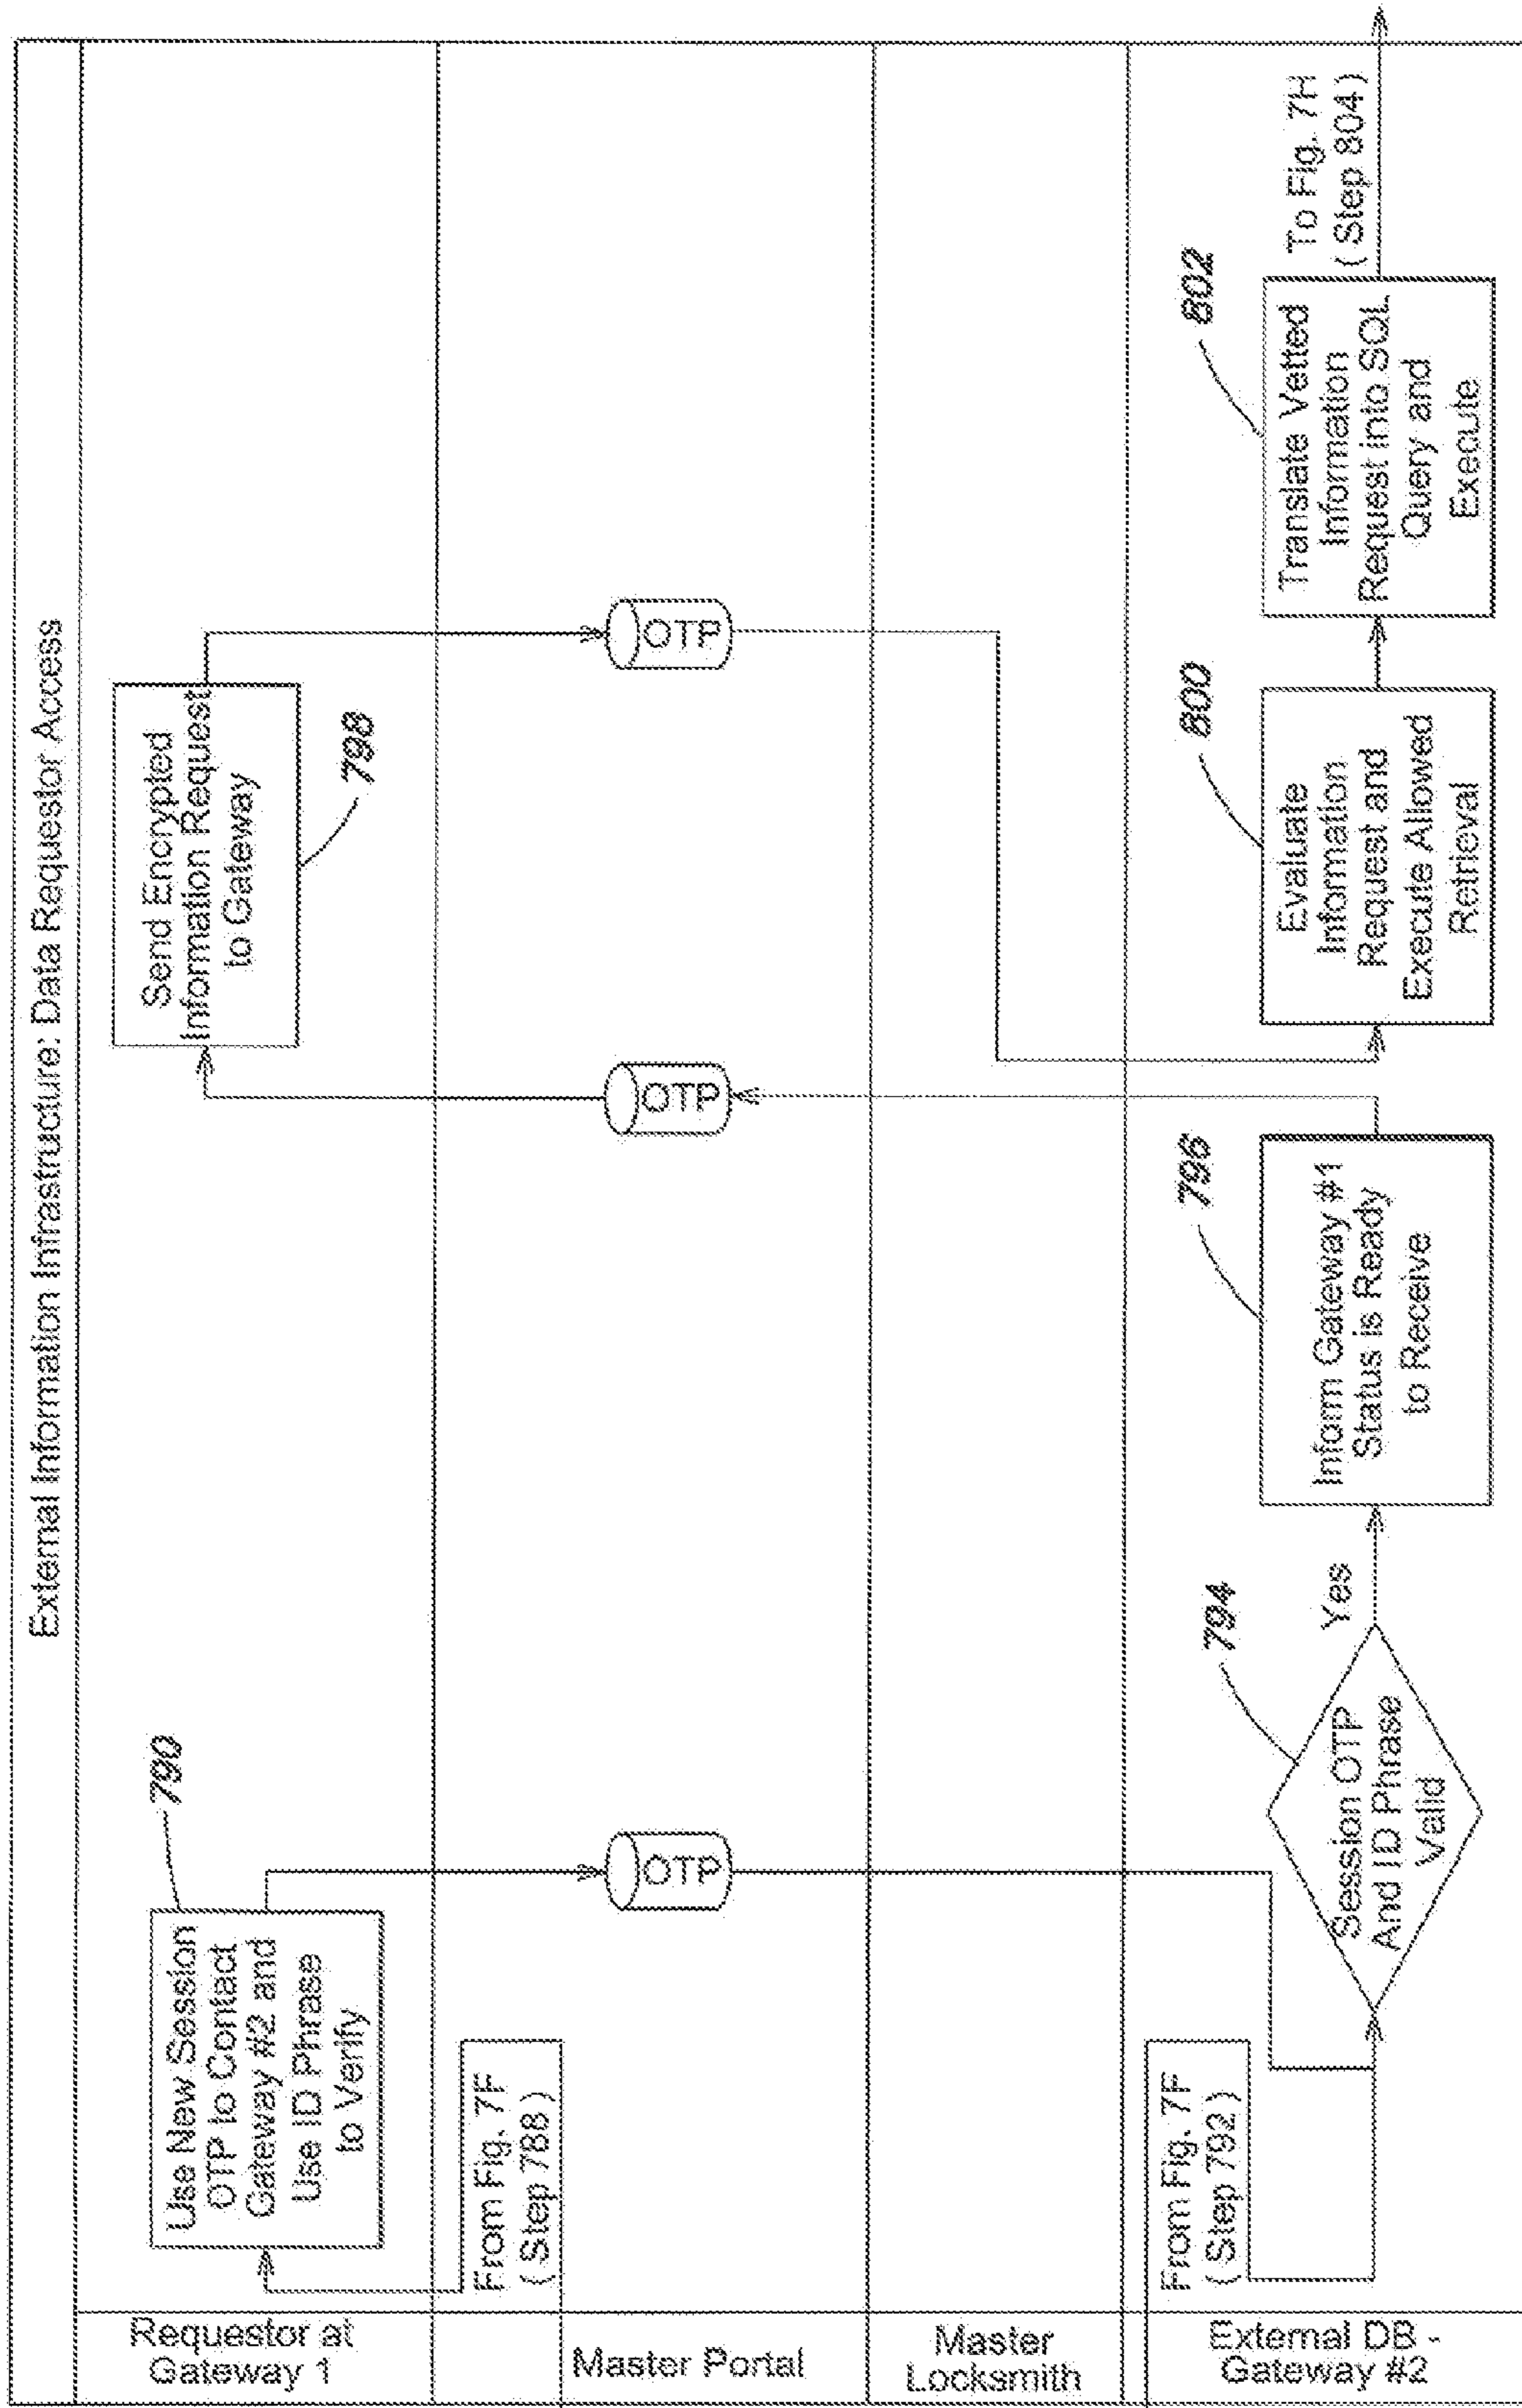 External Information Infrastructure: Data Requestor Access
Requestor at
Gateway 1
Use New Session
OTP to Contact
Gateway #2 and
Use ID Phrase
to Verify
790
Send Encrypted
Information Request
to Gateway
798
Master Portal
From Fig. 7F
( Step 788 )
OTP
OTP
OTP
Master
Locksmith
External DB -
Gateway #2
From Fig. 7F
( Step 792 )
Session OTP
And ID Phrase
Valid
794
Yes
Inform Gateway #1
Status is Ready
to Receive
796
Evaluate
Information
Request and
Execute Allowed
Retrieval
800
Translate Vetted
Information
Request into SQL
Query and
Execute
802
To Fig. 7H
( Step 804 )